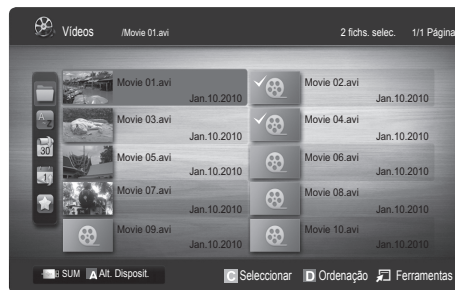 Vídeos /Movie 01.avi 2 fichs. selec. 1/1 Página
Movie 01.avi Movie 02.avi
Jan.10.2010 Jan.10.2010
Movie 03.avi Movie 04.avi
Jan.10.2010 Jan.10.2010
Movie 05.avi Movie 06.avi
Jan.10.2010 Jan.10.2010
Movie 07.avi Movie 08.avi
Jan.10.2010 Jan.10.2010
Movie 09.avi Movie 10.avi
Jan.10.2010 Jan.10.2010
SUM A Alt. Disposit. C Seleccionar D Ordenação Ferramentas